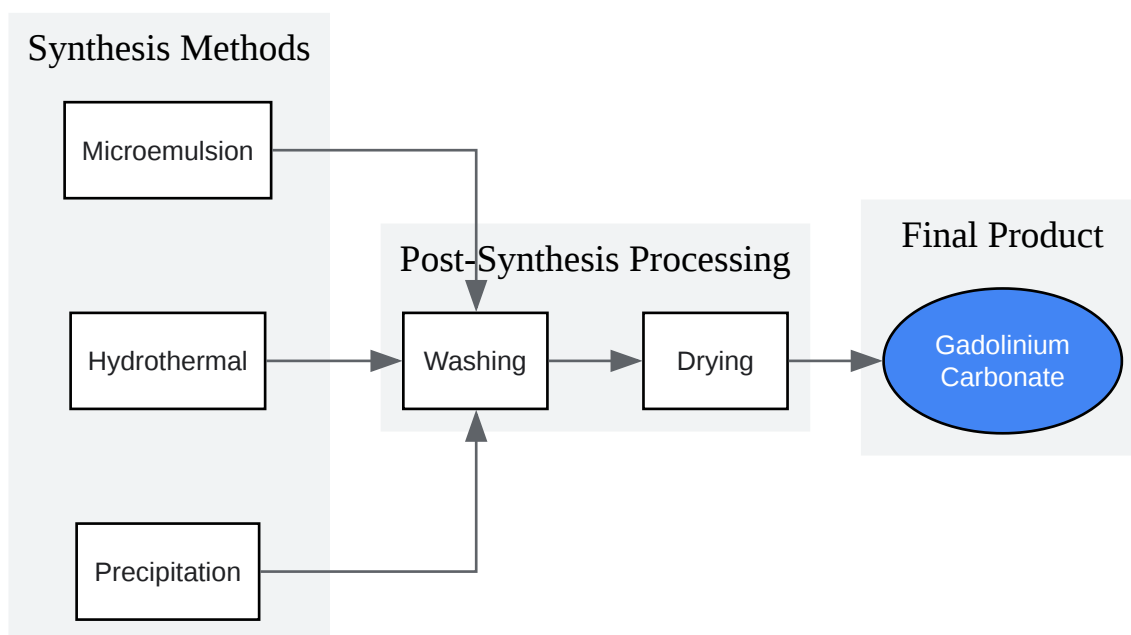 Synthesis Methods
Microemulsion
Hydrothermal
Precipitation
Post-Synthesis Processing
Washing
Drying
Final Product
Gadolinium
Carbonate